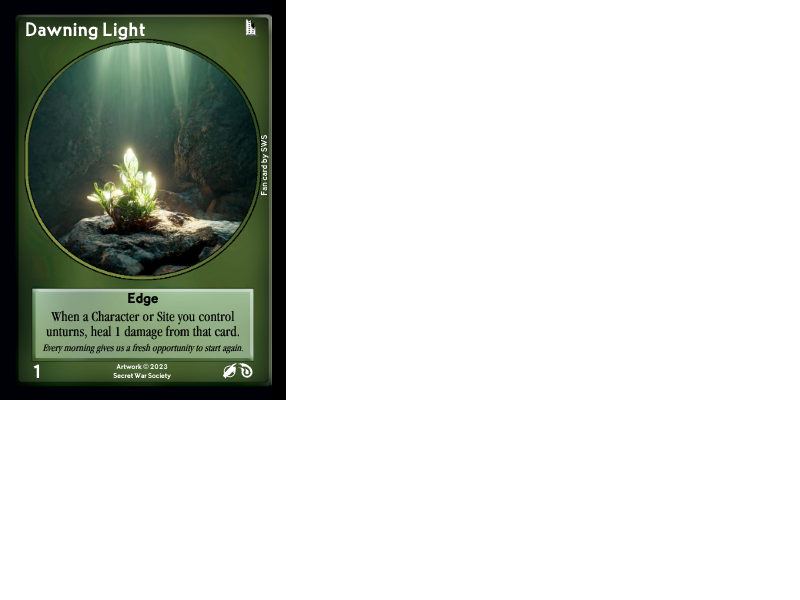 Dawning Light
Fan card by SWS
Edge
When a Character or Site you control
unturns, heal 1 damage from that card.
Every morning gives us a fresh opportunity to start again.
1
Artwork © 2023
Secret War Society